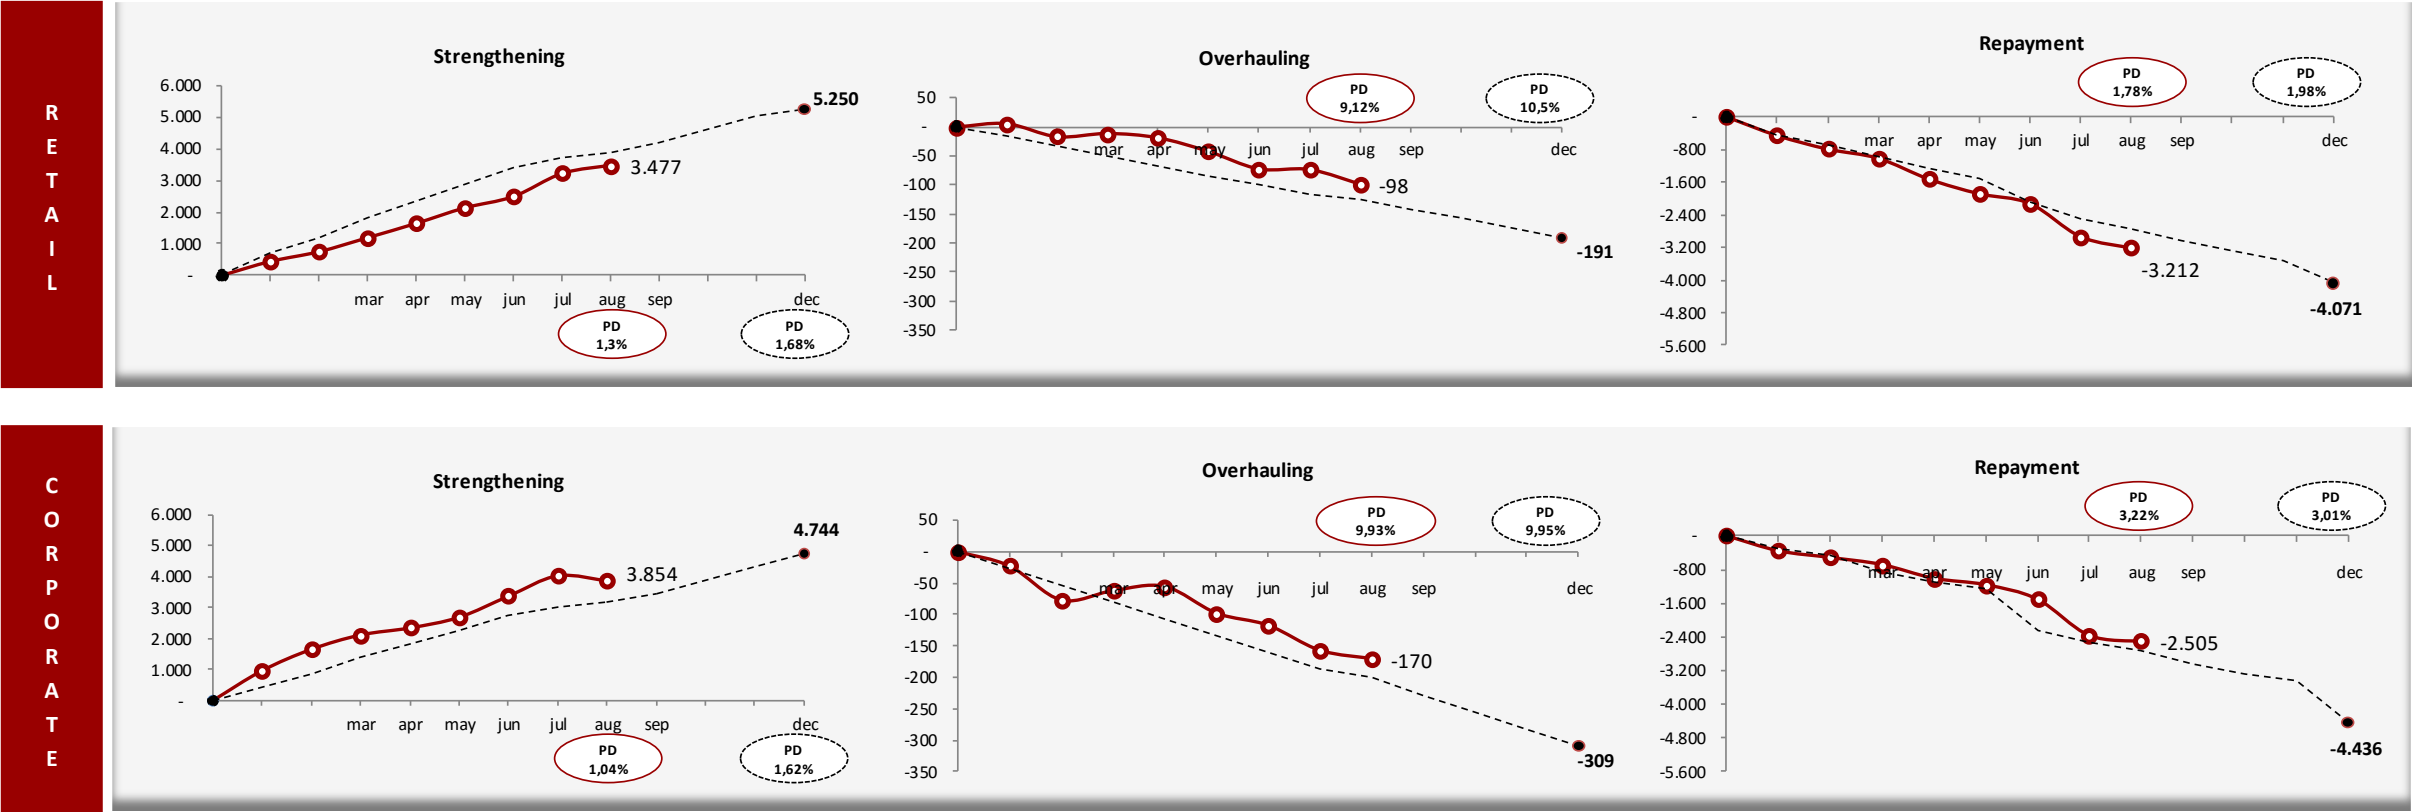 RETAIL
Strengthening
6.000
5.000
4.000
3.000
2.000
1.000
-
5.250
3.477
mar apr may jun jul aug sep dec
PD
1,3%
PD
1,68%
Overhauling
PD
9,12%
PD
10,5%
50
-
-50
-100
-150
-200
-250
-300
-350
mar apr may jun jul aug sep dec
-98
-191
Repayment
PD
1,78%
PD
1,98%
-
-800
-1.600
-2.400
-3.200
-4.000
-4.800
-5.600
mar apr may jun jul aug sep dec
-3.212
-4.071
CORPORATE
Strengthening
6.000
5.000
4.000
3.000
2.000
1.000
-
4.744
3.854
mar apr may jun jul aug sep dec
PD
1,04%
PD
1,62%
Overhauling
PD
9,93%
PD
9,95%
50
-
-50
-100
-150
-200
-250
-300
-350
mar apr may jun jul aug sep dec
-170
-309
Repayment
PD
3,22%
PD
3,01%
-
-800
-1.600
-2.400
-3.200
-4.000
-4.800
-5.600
mar apr may jun jul aug sep dec
-2.505
-4.436